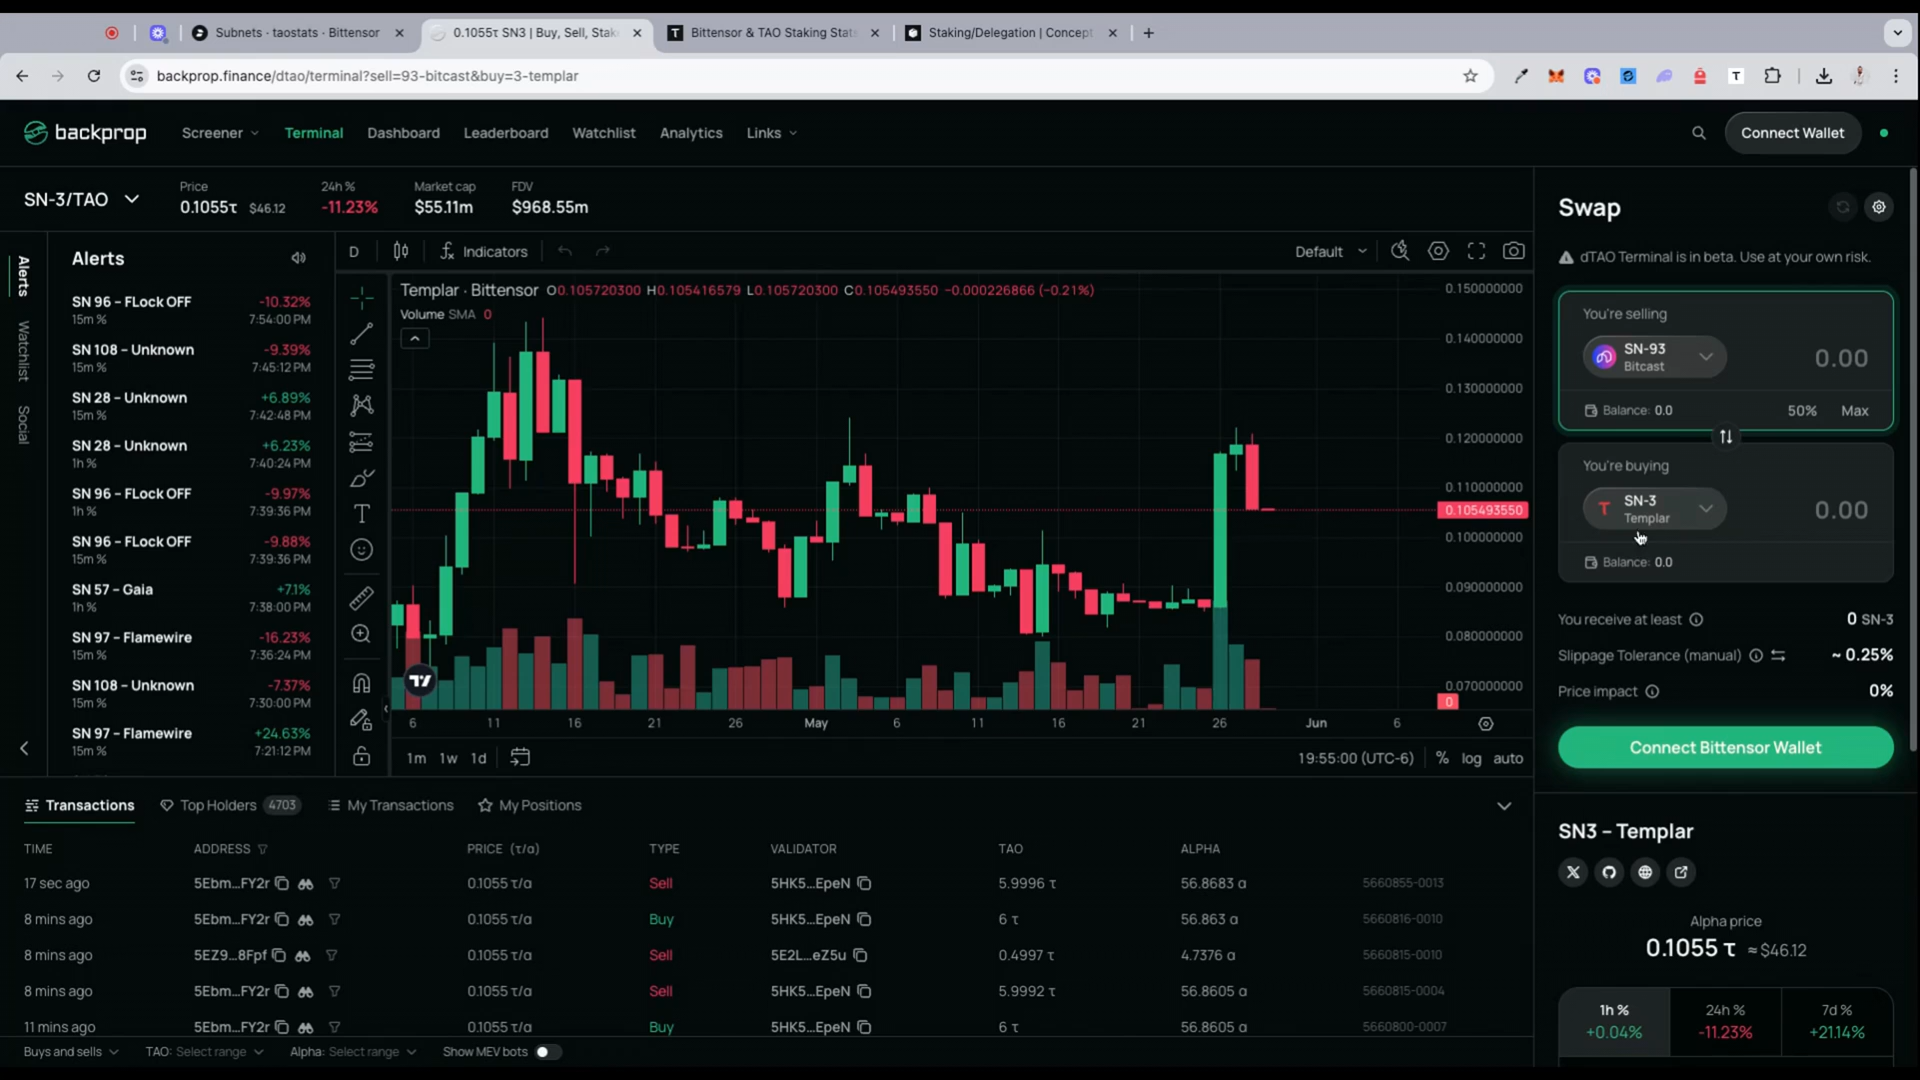 Subnets · taostats · Bittensor
0.1055τ SN3 | Buy, Sell, Stak
Bittensor & TAO Staking Stat
Staking/Delegation | Concept
backprop.finance/dtao/terminal?sell=93-bitcast&buy=3-templar
backprop
Screener
Terminal
Dashboard
Leaderboard
Watchlist
Analytics
Links
Connect Wallet
SN-3/TAO
Price
0.1055τ $46.12
24h %
-11.23%
Market cap
$55.11m
FDV
$968.55m
Alerts
Watchlist
Social
Alerts
SN 96 – FLock OFF -10.32%
15m % 7:54:00 PM
SN 108 – Unknown -9.39%
15m % 7:45:12 PM
SN 28 – Unknown +6.89%
15m % 7:42:48 PM
SN 28 – Unknown +6.23%
1h % 7:40:24 PM
SN 96 – FLock OFF -9.97%
1h % 7:39:36 PM
SN 96 – FLock OFF -9.88%
15m % 7:39:36 PM
SN 57 – Gaia +7.1%
1h % 7:38:00 PM
SN 97 – Flamewire -16.23%
15m % 7:36:24 PM
SN 108 – Unknown -7.37%
15m % 7:30:00 PM
SN 97 – Flamewire +24.63%
15m % 7:21:12 PM
D
Indicators
Default
Templar · Bittensor O0.105720300 H0.105416579 L0.105720300 C0.105493550 −0.000226866 (−0.21%)
Volume SMA 0
0.150000000
0.140000000
0.130000000
0.120000000
0.110000000
0.105493550
0.100000000
0.090000000
0.080000000
0.070000000
0
6 11 16 21 26 May 6 11 16 21 26 Jun 6
1m 1w 1d
19:55:00 (UTC-6) % log auto
Swap
dTAO Terminal is in beta. Use at your own risk.
You're selling
SN-93
Bitcast
0.00
Balance: 0.0 50% Max
You're buying
SN-3
Templar
0.00
Balance: 0.0
You receive at least 0 SN-3
Slippage Tolerance (manual) ~ 0.25%
Price impact 0%
Connect Bittensor Wallet
SN3 – Templar
Alpha price
0.1055 τ ≈ $46.12
1h % 24h % 7d %
+0.04% -11.23% +21.14%
Transactions
Top Holders 4703
My Transactions
My Positions
TIME ADDRESS PRICE (τ/α) TYPE VALIDATOR TAO ALPHA
17 sec ago 5Ebm...FY2r 0.1055 τ/α Sell 5HK5...EpeN 5.9996 τ 56.8683 α 5660855-0013
8 mins ago 5Ebm...FY2r 0.1055 τ/α Buy 5HK5...EpeN 6 τ 56.863 α 5660816-0010
8 mins ago 5EZ9...8Fpf 0.1055 τ/α Sell 5E2L...eZ5u 0.4997 τ 4.7376 α 5660815-0010
8 mins ago 5Ebm...FY2r 0.1055 τ/α Sell 5HK5...EpeN 5.9992 τ 56.8605 α 5660815-0004
11 mins ago 5Ebm...FY2r 0.1055 τ/α Buy 5HK5...EpeN 6 τ 56.8605 α 5660800-0007
Buys and sells
TAO: Select range
Alpha: Select range
Show MEV bots